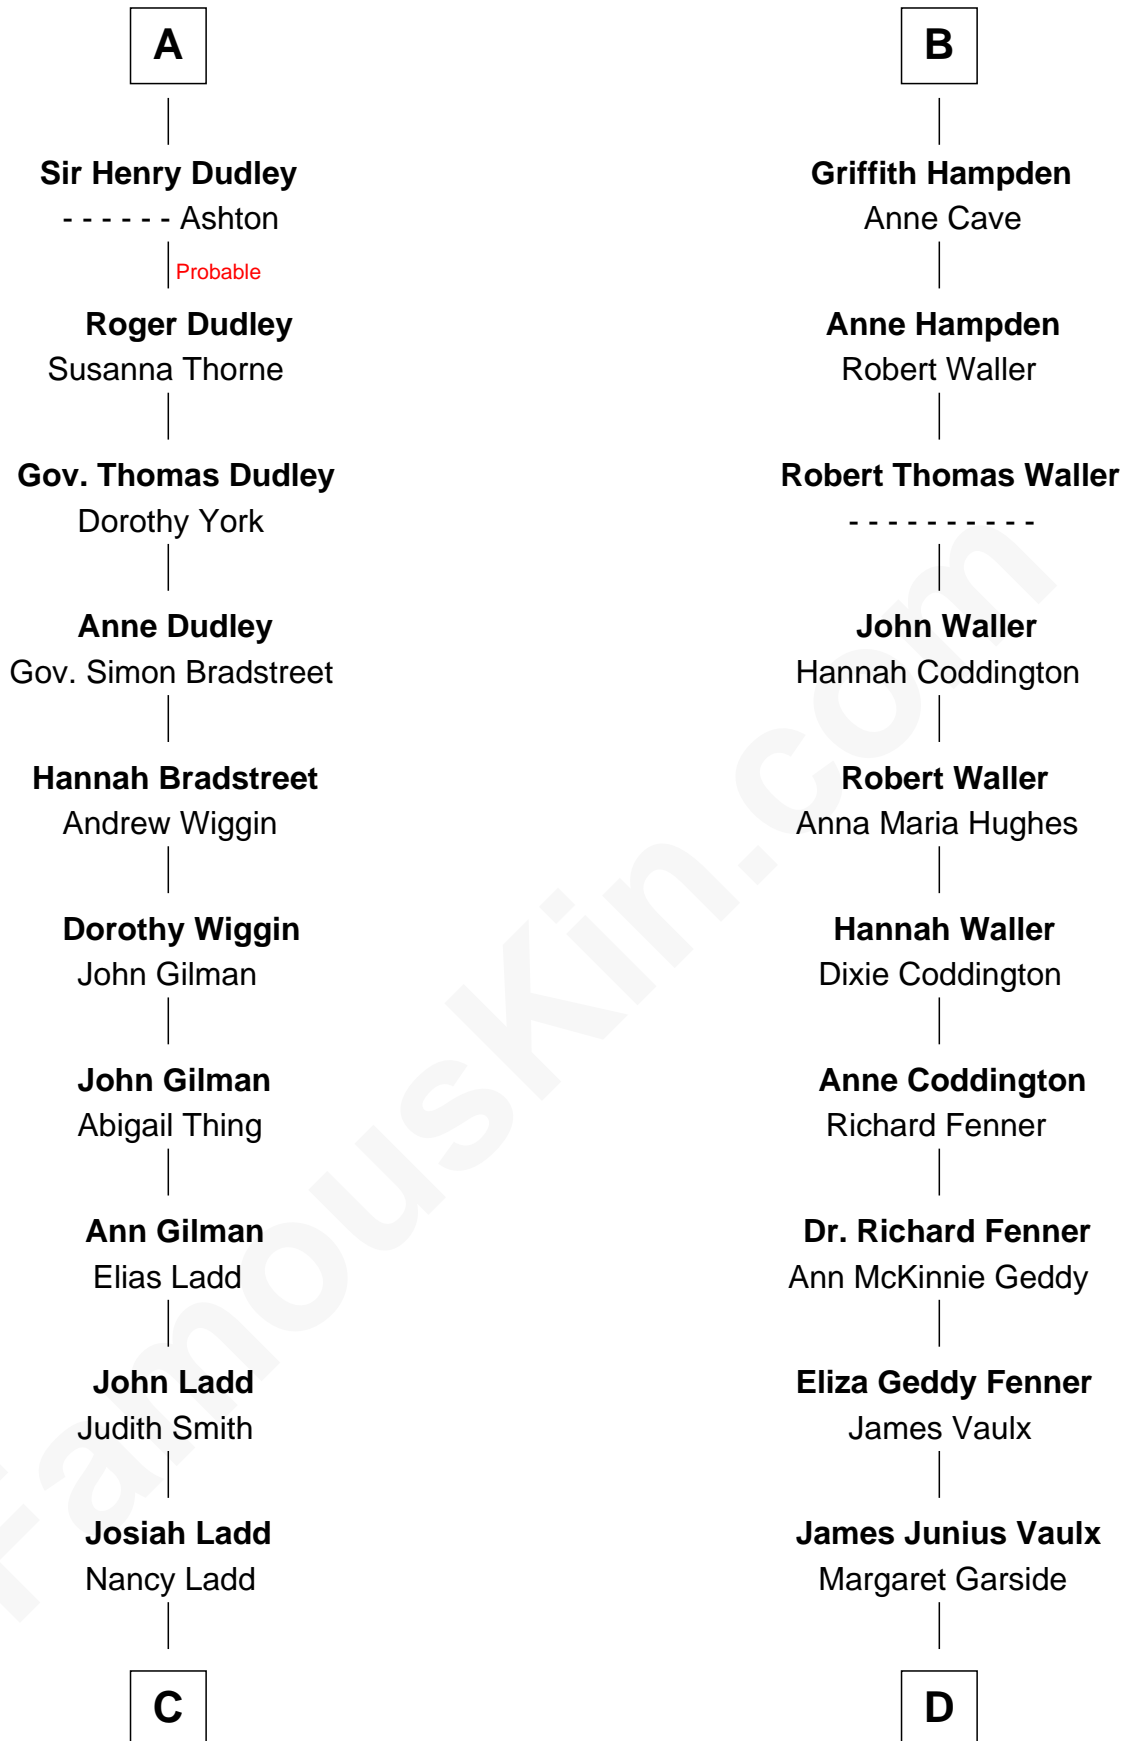 A
Sir Henry Dudley
- - - - - - Ashton
Probable
Roger Dudley
Susanna Thorne
Gov. Thomas Dudley
Dorothy York
Anne Dudley
Gov. Simon Bradstreet
Hannah Bradstreet
Andrew Wiggin
Dorothy Wiggin
John Gilman
John Gilman
Abigail Thing
Ann Gilman
Elias Ladd
John Ladd
Judith Smith
Josiah Ladd
Nancy Ladd
C
B
Griffith Hampden
Anne Cave
Anne Hampden
Robert Waller
Robert Thomas Waller
- - - - - - - - - -
John Waller
Hannah Coddington
Robert Waller
Anna Maria Hughes
Hannah Waller
Dixie Coddington
Anne Coddington
Richard Fenner
Dr. Richard Fenner
Ann McKinnie Geddy
Eliza Geddy Fenner
James Vaulx
James Junius Vaulx
Margaret Garside
D
FamousKin.com